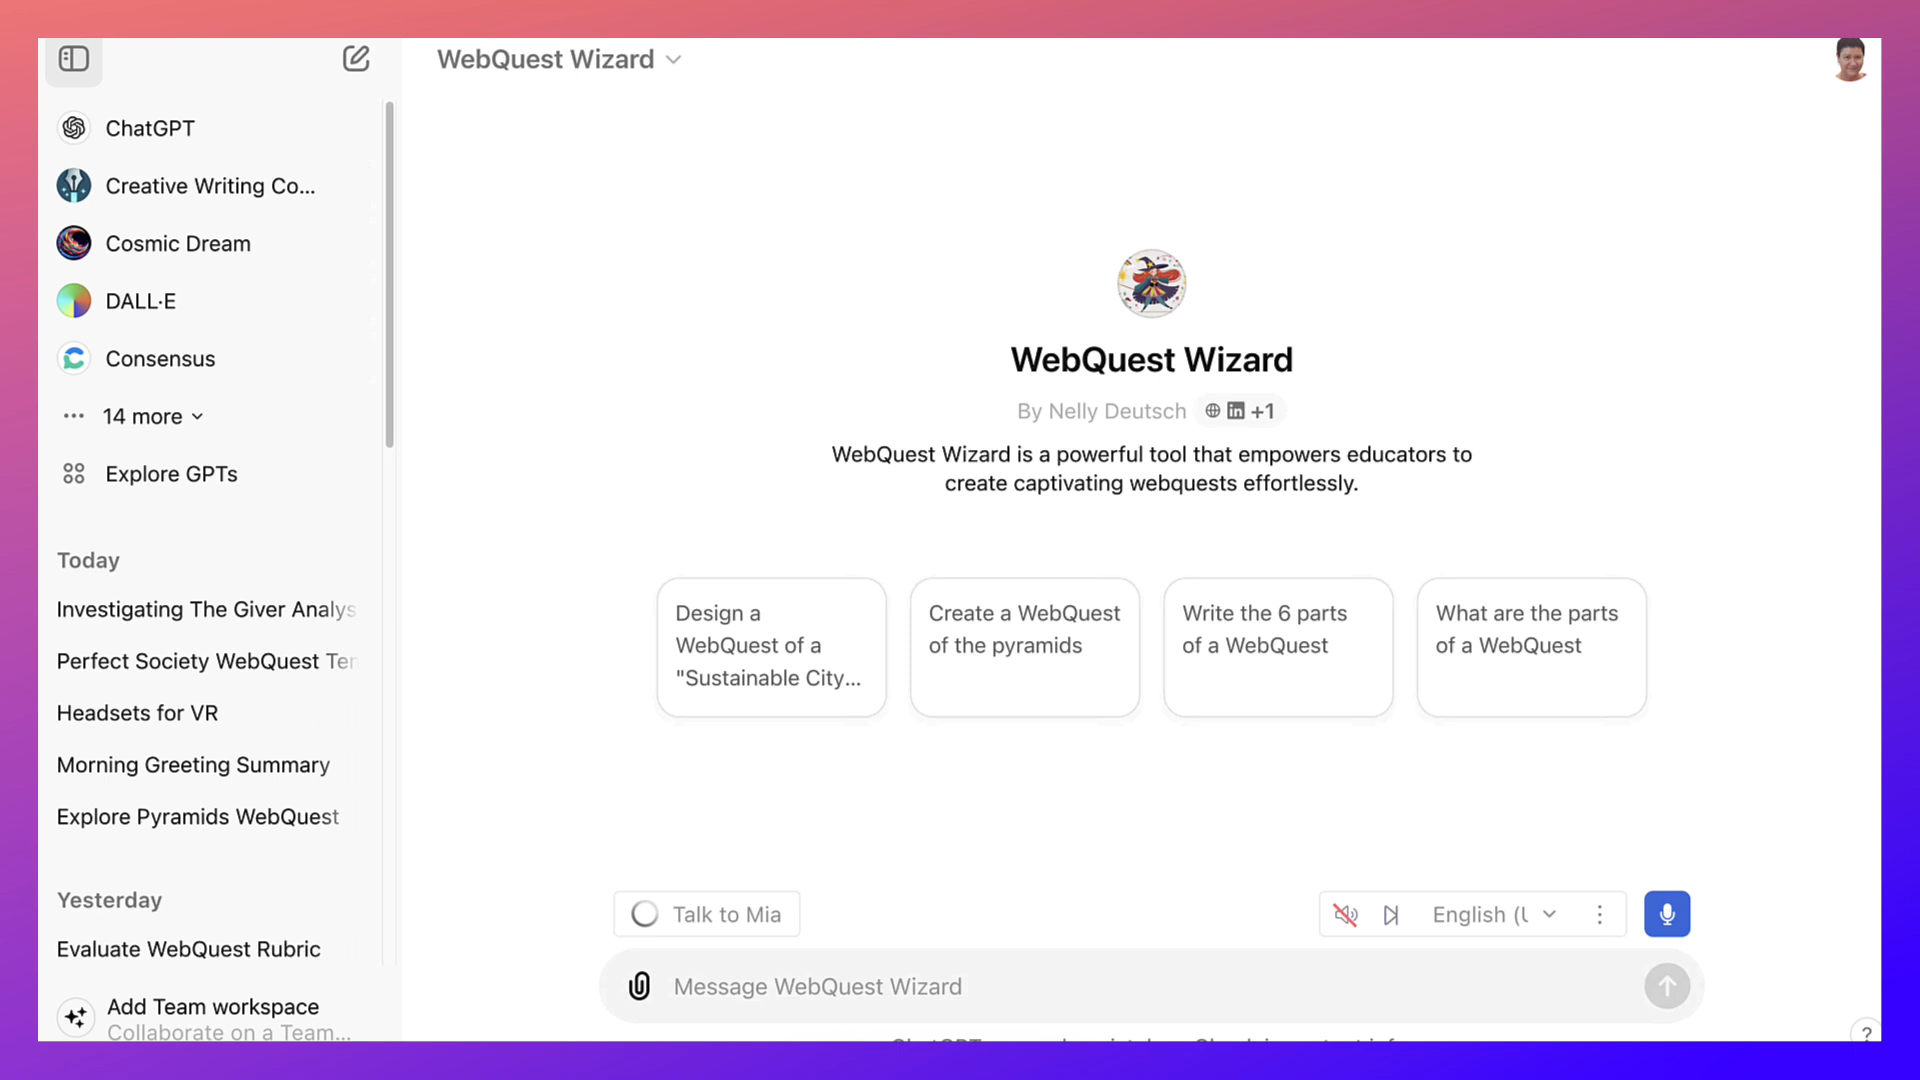 WebQuest Wizard
ChatGPT
Creative Writing Co...
Cosmic Dream
DALL·E
Consensus
14 more
Explore GPTs
Today
Investigating The Giver Analys
Perfect Society WebQuest Ter
Headsets for VR
Morning Greeting Summary
Explore Pyramids WebQuest
Yesterday
Evaluate WebQuest Rubric
Add Team workspace
Collaborate on a Team...
WebQuest Wizard
By Nelly Deutsch in +1
WebQuest Wizard is a powerful tool that empowers educators to
create captivating webquests effortlessly.
Design a
WebQuest of a
"Sustainable City...
Create a WebQuest
of the pyramids
Write the 6 parts
of a WebQuest
What are the parts
of a WebQuest
Talk to Mia
English (U
Message WebQuest Wizard
?